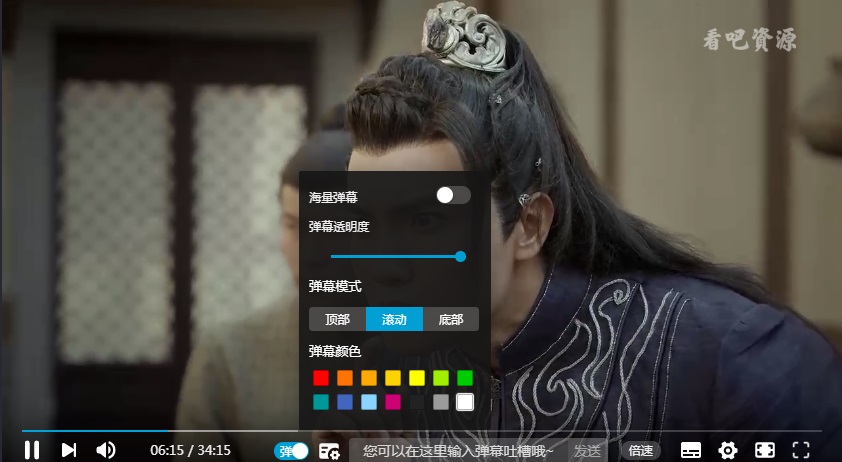 看吧資源
海量弹幕
弹幕透明度
弹幕模式
顶部 滚动 底部
弹幕颜色
06:15 / 34:15 弹 您可以在这里输入弹幕吐槽哦~ 发送 倍速